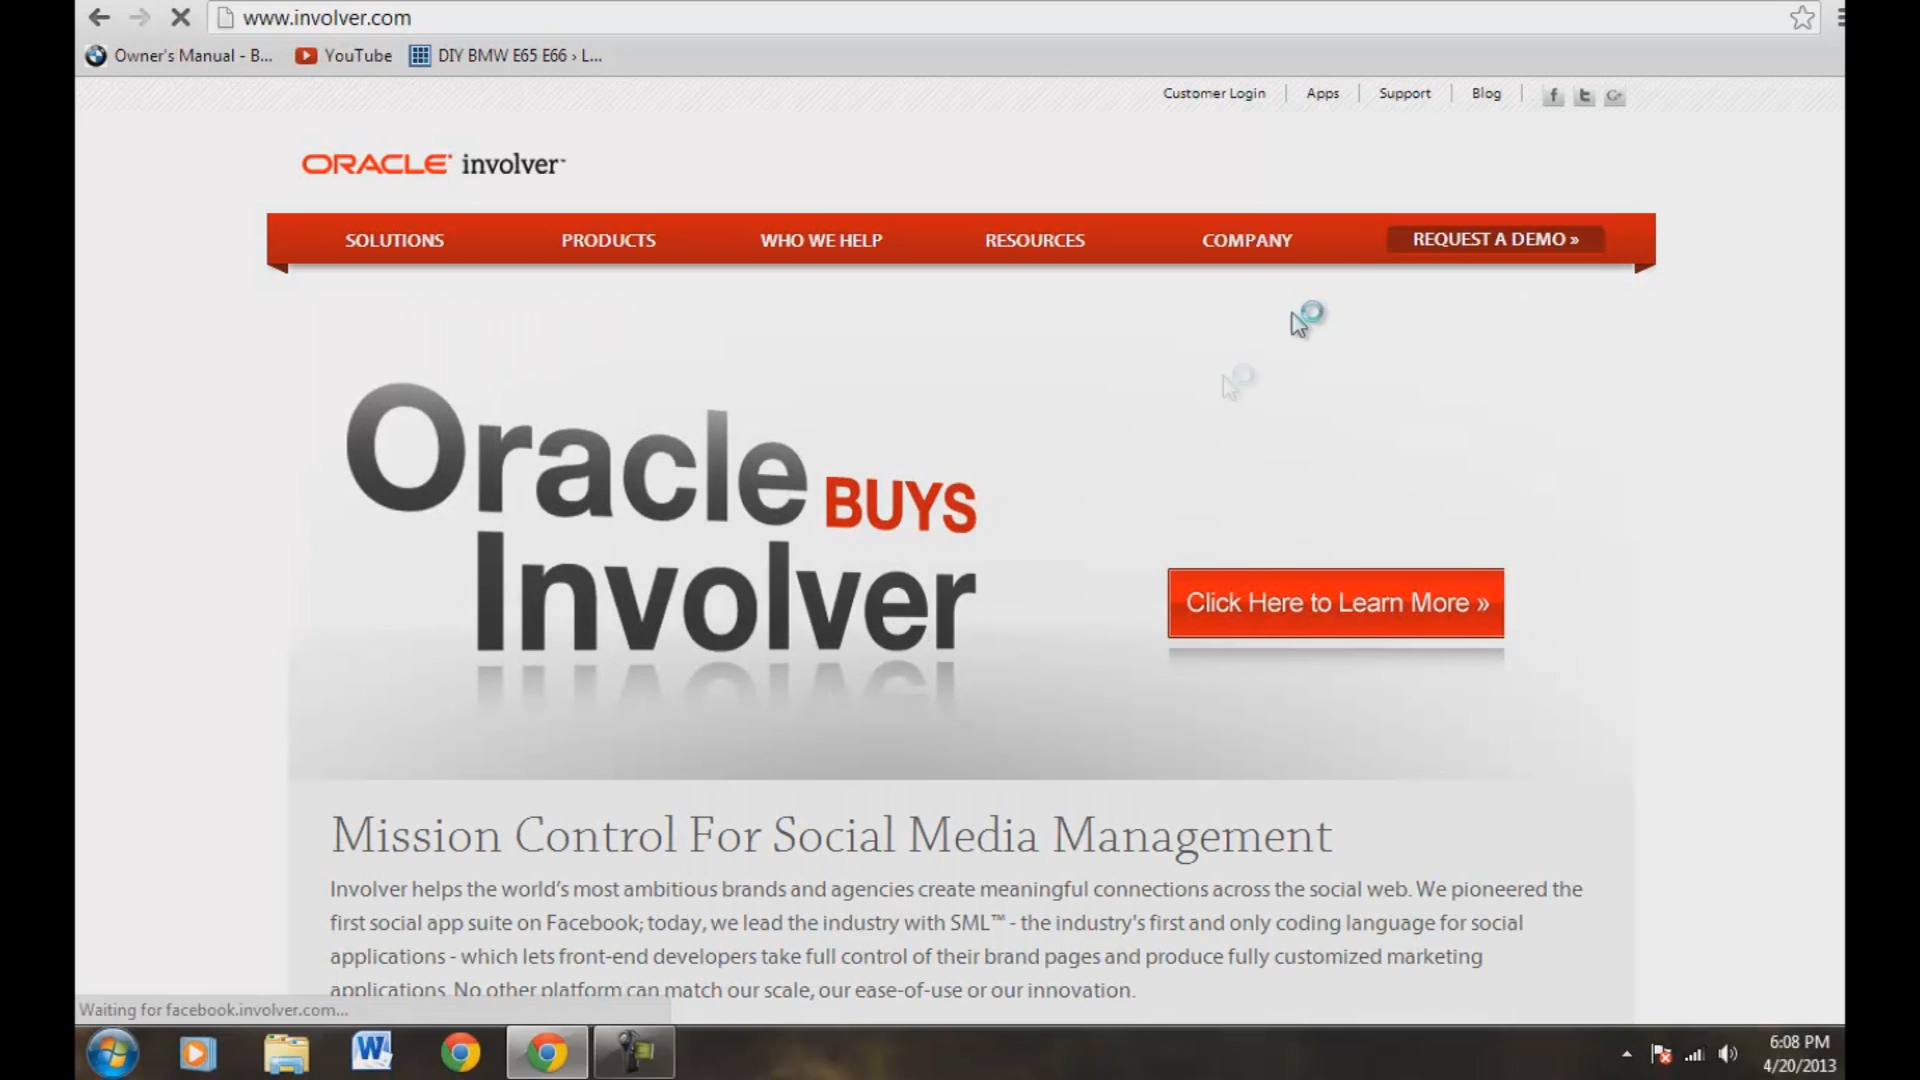 www.involver.com
Owner's Manual - B...
YouTube
DIY BMW E65 E66 › L...
Customer Login
Apps
Support
Blog
ORACLE involver™
SOLUTIONS
PRODUCTS
WHO WE HELP
RESOURCES
COMPANY
REQUEST A DEMO »
Oracle BUYS
Involver
Click Here to Learn More »
Mission Control For Social Media Management
Involver helps the world's most ambitious brands and agencies create meaningful connections across the social web. We pioneered the
first social app suite on Facebook; today, we lead the industry with SML™ - the industry's first and only coding language for social
applications - which lets front-end developers take full control of their brand pages and produce fully customized marketing
applications. No other platform can match our scale, our ease-of-use or our innovation.
Waiting for facebook.involver.com...
6:08 PM
4/20/2013